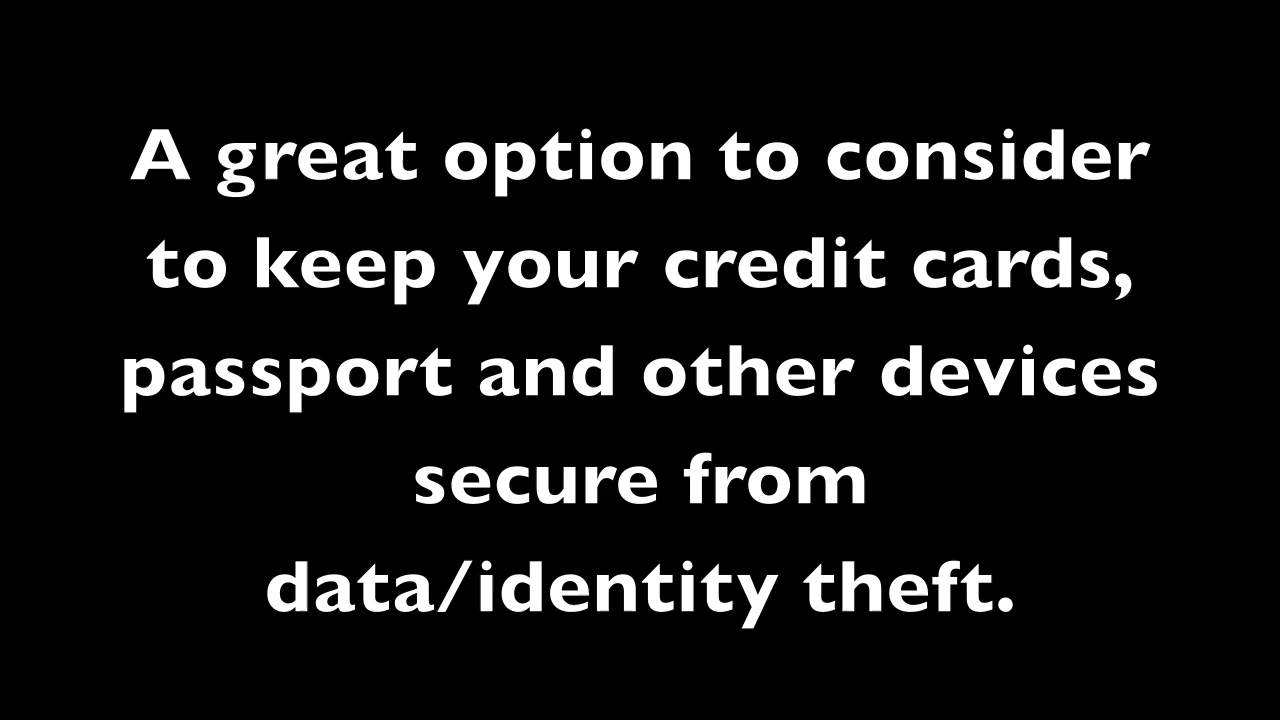 A great option to consider
to keep your credit cards,
passport and other devices
secure from
data/identity theft.